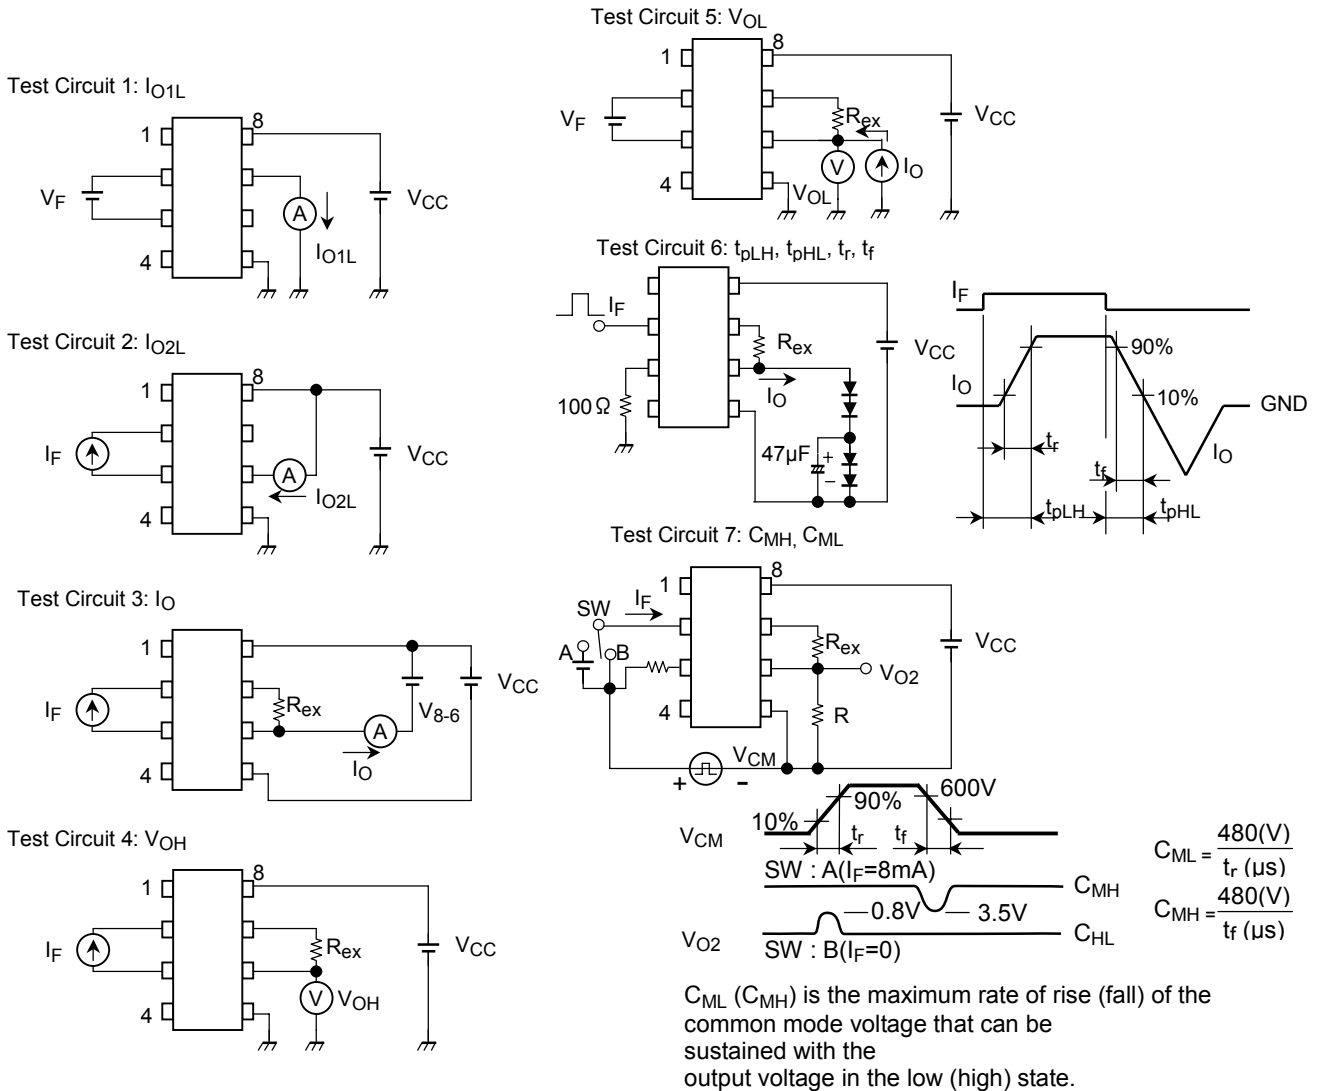 Test Circuit 1: IO1L
1
8
VF
VCC
A
IO1L
4
Test Circuit 2: IO2L
1
8
IF
VCC
A
IO2L
4
Test Circuit 3: IO
1
IF
Rex
A
V8-6
VCC
IO
4
Test Circuit 4: VOH
1
8
IF
Rex
VCC
V
VOH
4
Test Circuit 5: VOL
1
8
VF
Rex
VCC
V
IO
4
VOL
Test Circuit 6: tpLH, tpHL, tr, tf
IF
Rex
VCC
IO
100Ω
47μF
+
−
IF
90%
IO
10%
GND
tr
tf
IO
tpLH
tpHL
Test Circuit 7: CMH, CML
1
8
IF
SW
A
B
Rex
VCC
VO2
4
R
VCM
+
-
90%
600V
10%
VCM
tr
tf
SW : A(IF=8mA)
CMH
0.8V
3.5V
VO2
CHL
SW : B(IF=0)
CML = 480(V)
tr (μs)
CMH = 480(V)
tf (μs)
CML (CMH) is the maximum rate of rise (fall) of the
common mode voltage that can be
sustained with the
output voltage in the low (high) state.